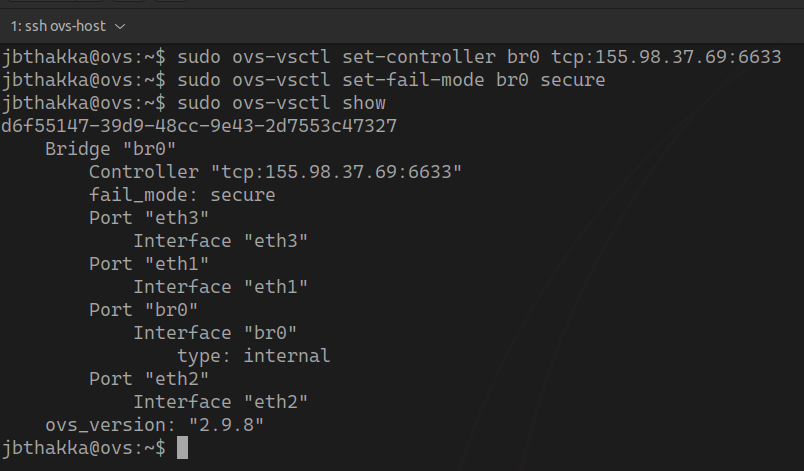 1: ssh ovs-host
jbthakka@ovs:~$ sudo ovs-vsctl set-controller br0 tcp:155.98.37.69:6633
jbthakka@ovs:~$ sudo ovs-vsctl set-fail-mode br0 secure
jbthakka@ovs:~$ sudo ovs-vsctl show
d6f55147-39d9-48cc-9e43-2d7553c47327
    Bridge "br0"
        Controller "tcp:155.98.37.69:6633"
        fail_mode: secure
        Port "eth3"
            Interface "eth3"
        Port "eth1"
            Interface "eth1"
        Port "br0"
            Interface "br0"
                type: internal
        Port "eth2"
            Interface "eth2"
    ovs_version: "2.9.8"
jbthakka@ovs:~$